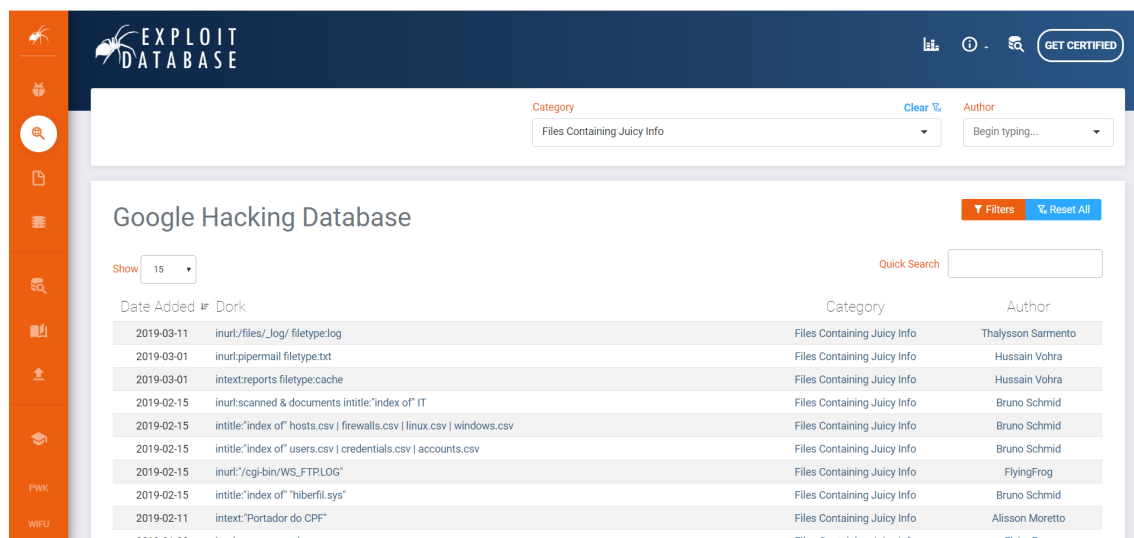 EXPLOIT
DATABASE
GET CERTIFIED
Category
Clear
Author
Files Containing Juicy Info
Begin typing...
Google Hacking Database
Filters
Reset All
Show 15
Quick Search
Date Added Dork Category Author
2019-03-11 inurl:/files/_log/ filetype:log Files Containing Juicy Info Thalysson Sarmento
2019-03-01 inurl:pipermail filetype:txt Files Containing Juicy Info Hussain Vohra
2019-03-01 intext:reports filetype:cache Files Containing Juicy Info Hussain Vohra
2019-02-15 inurl:scanned & documents intitle:"index of" IT Files Containing Juicy Info Bruno Schmid
2019-02-15 intitle:"index of" hosts.csv | firewalls.csv | linux.csv | windows.csv Files Containing Juicy Info Bruno Schmid
2019-02-15 intitle:"index of" users.csv | credentials.csv | accounts.csv Files Containing Juicy Info Bruno Schmid
2019-02-15 inurl:"/cgi-bin/WS_FTP.LOG" Files Containing Juicy Info FlyingFrog
2019-02-15 intitle:"index of" "hiberfil.sys" Files Containing Juicy Info Bruno Schmid
2019-02-11 intext:"Portador do CPF" Files Containing Juicy Info Alisson Moretto
PWK
WIFU